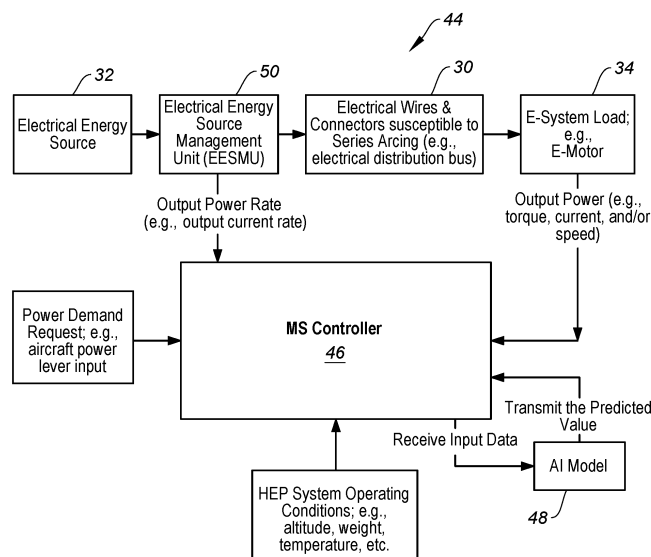 44
32
50
30
34
Electrical Energy
Source
Electrical Energy
Source
Management
Unit (EESMU)
Electrical Wires &
Connectors susceptible to
Series Arcing (e.g.,
electrical distribution bus)
E-System Load;
e.g.,
E-Motor
Output Power Rate
(e.g., output current rate)
Output Power (e.g.,
torque, current, and/or
speed)
Power Demand
Request; e.g.,
aircraft power
lever input
MS Controller
46
Transmit the Predicted
Value
Receive Input Data
AI Model
48
HEP System Operating
Conditions; e.g.,
altitude, weight,
temperature, etc.